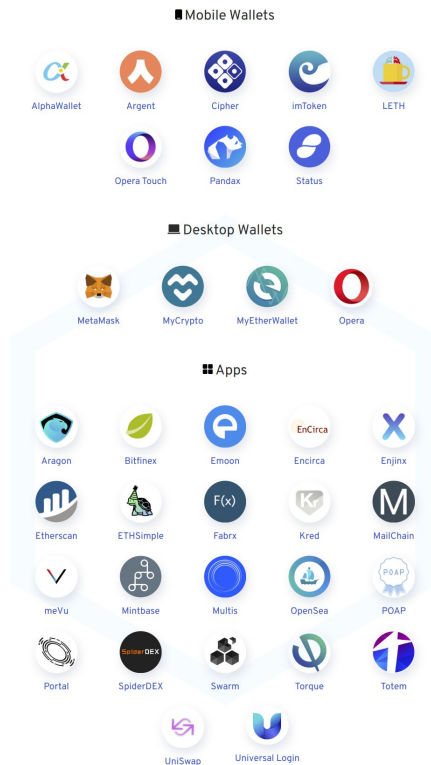 Mobile Wallets
AlphaWallet Argent Cipher imToken LETH
Opera Touch Pandax Status
Desktop Wallets
MetaMask MyCrypto MyEtherWallet Opera
Apps
EnCirca
Aragon Bitfinex Emoon Encirca Enjinx
F(x) Kr M
Etherscan ETHSimple Fabrx Kred MailChain
POAP
meVu Mintbase Multis OpenSea POAP
SpiderDEX
Portal SpiderDEX Swarm Torque Totem
UniSwap Universal Login